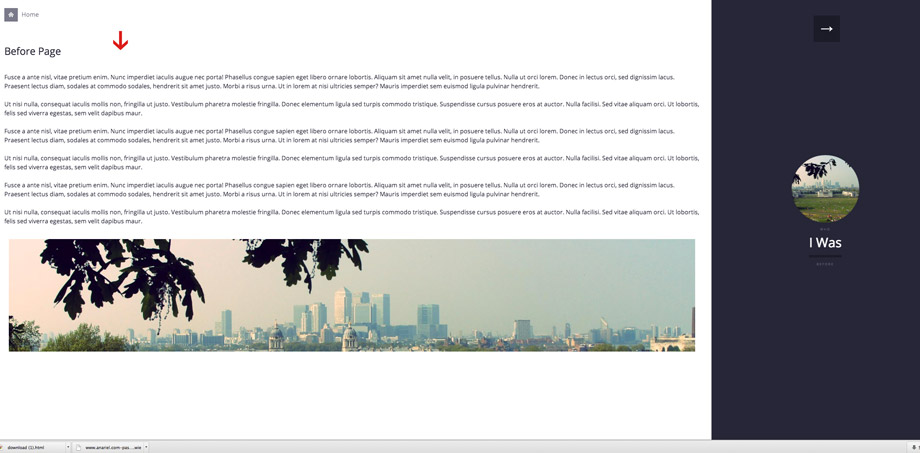 Home
Before Page
Fusce a ante nisl, vitae pretium enim. Nunc imperdiet iaculis augue nec porta! Phasellus congue sapien eget libero ornare lobortis. Aliquam sit amet nulla velit, in posuere tellus. Nulla ut orci lorem. Donec in lectus orci, sed dignissim lacus.
Praesent lectus diam, sodales at commodo sodales, hendrerit sit amet justo. Morbi a risus urna. Ut in lorem at nisi ultricies semper? Mauris imperdiet sem euismod ligula pulvinar hendrerit.
Ut nisi nulla, consequat iaculis mollis non, fringilla ut justo. Vestibulum pharetra molestie fringilla. Donec elementum ligula sed turpis commodo tristique. Suspendisse cursus posuere eros at auctor. Nulla facilisi. Sed vitae aliquam orci. Ut lobortis,
felis sed viverra egestas, sem velit dapibus maur.
Fusce a ante nisl, vitae pretium enim. Nunc imperdiet iaculis augue nec porta! Phasellus congue sapien eget libero ornare lobortis. Aliquam sit amet nulla velit, in posuere tellus. Nulla ut orci lorem. Donec in lectus orci, sed dignissim lacus.
Praesent lectus diam, sodales at commodo sodales, hendrerit sit amet justo. Morbi a risus urna. Ut in lorem at nisi ultricies semper? Mauris imperdiet sem euismod ligula pulvinar hendrerit.
Ut nisi nulla, consequat iaculis mollis non, fringilla ut justo. Vestibulum pharetra molestie fringilla. Donec elementum ligula sed turpis commodo tristique. Suspendisse cursus posuere eros at auctor. Nulla facilisi. Sed vitae aliquam orci. Ut lobortis,
felis sed viverra egestas, sem velit dapibus maur.
Fusce a ante nisl, vitae pretium enim. Nunc imperdiet iaculis augue nec porta! Phasellus congue sapien eget libero ornare lobortis. Aliquam sit amet nulla velit, in posuere tellus. Nulla ut orci lorem. Donec in lectus orci, sed dignissim lacus.
Praesent lectus diam, sodales at commodo sodales, hendrerit sit amet justo. Morbi a risus urna. Ut in lorem at nisi ultricies semper? Mauris imperdiet sem euismod ligula pulvinar hendrerit.
Ut nisi nulla, consequat iaculis mollis non, fringilla ut justo. Vestibulum pharetra molestie fringilla. Donec elementum ligula sed turpis commodo tristique. Suspendisse cursus posuere eros at auctor. Nulla facilisi. Sed vitae aliquam orci. Ut lobortis,
felis sed viverra egestas, sem velit dapibus maur.
I Was
download (1).html
www.anariel.com-pas....wie